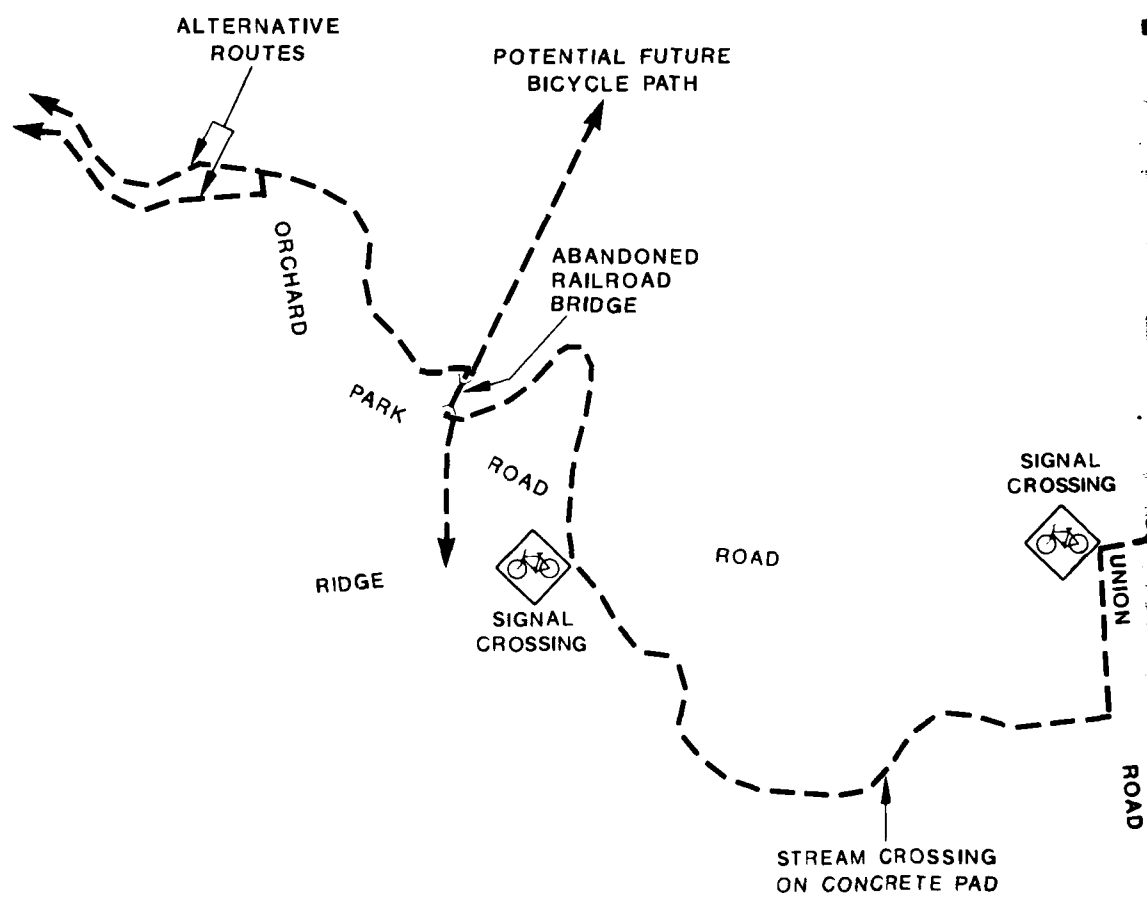 ALTERNATIVE
ROUTES
POTENTIAL FUTURE
BICYCLE PATH
ORCHARD
ABANDONED
RAILROAD
BRIDGE
PARK
ROAD
SIGNAL
CROSSING
ROAD
RIDGE
UNION
SIGNAL
CROSSING
ROAD
STREAM CROSSING
ON CONCRETE PAD